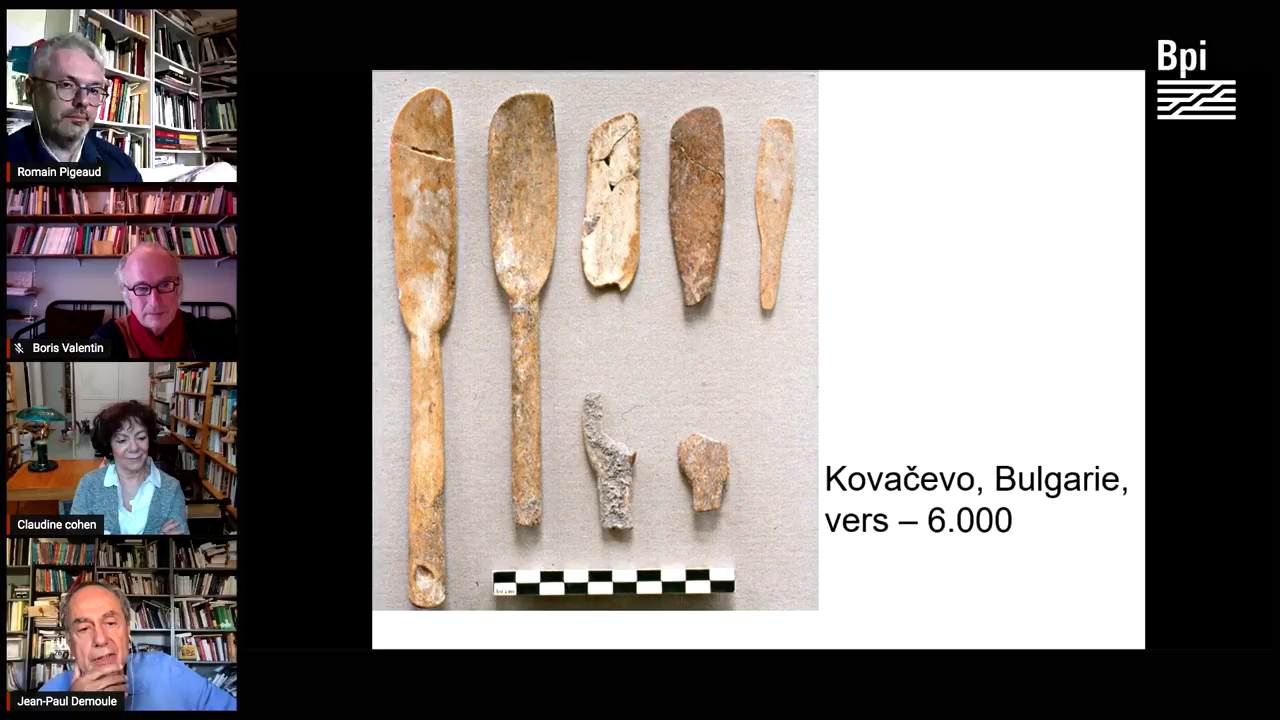 Bpi
Romain Pigeaud
Boris Valentin
Claudine cohen
Jean-Paul Demoule
Kovačevo, Bulgarie,
vers – 6.000